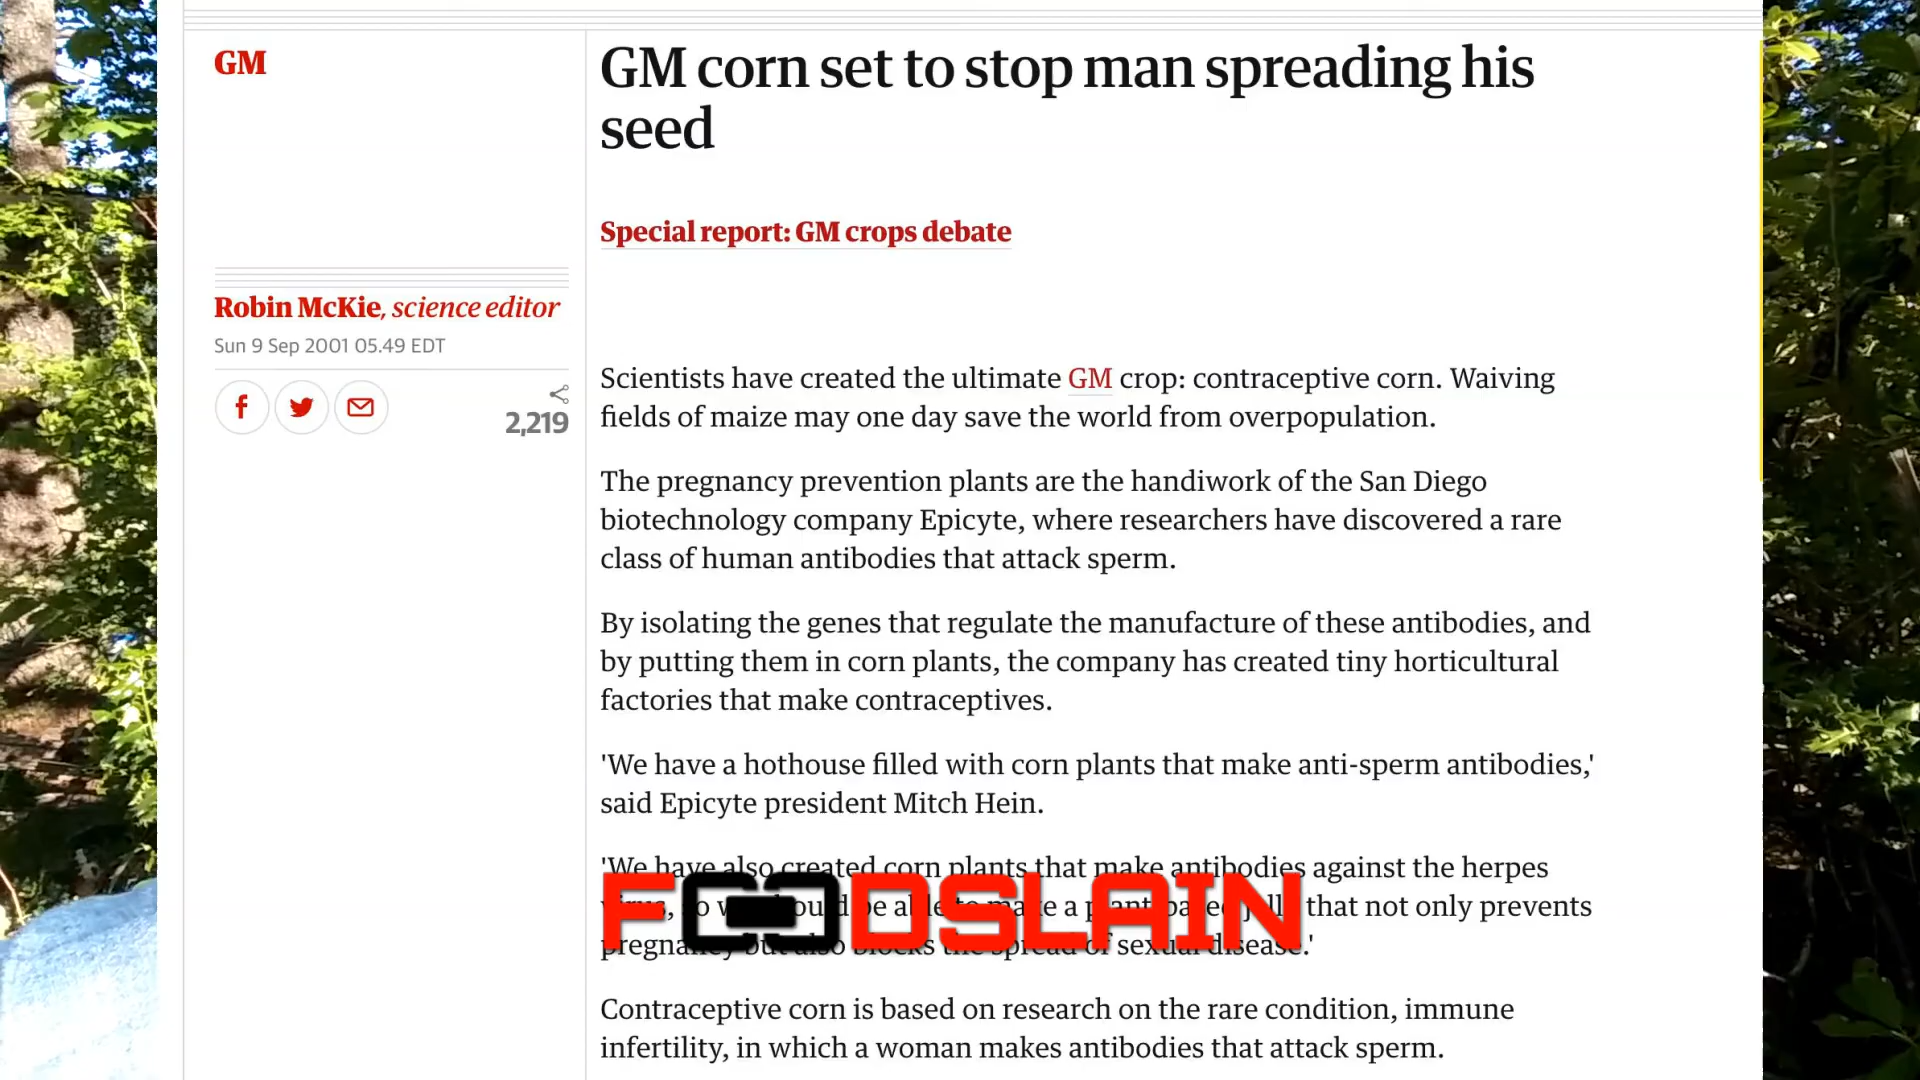 GM
GM corn set to stop man spreading his
seed
Special report: GM crops debate
Robin McKie, science editor
Sun 9 Sep 2001 05.49 EDT
2,219
Scientists have created the ultimate GM crop: contraceptive corn. Waiving
fields of maize may one day save the world from overpopulation.
The pregnancy prevention plants are the handiwork of the San Diego
biotechnology company Epicyte, where researchers have discovered a rare
class of human antibodies that attack sperm.
By isolating the genes that regulate the manufacture of these antibodies, and
by putting them in corn plants, the company has created tiny horticultural
factories that make contraceptives.
'We have a hothouse filled with corn plants that make anti-sperm antibodies,'
said Epicyte president Mitch Hein.
'We have also created corn plants that make antibodies against the herpes
virus, so we should be able to make a plant-based jelly that not only prevents
pregnancy but also blocks the spread of sexual disease.'
FOODSLAIN
Contraceptive corn is based on research on the rare condition, immune
infertility, in which a woman makes antibodies that attack sperm.